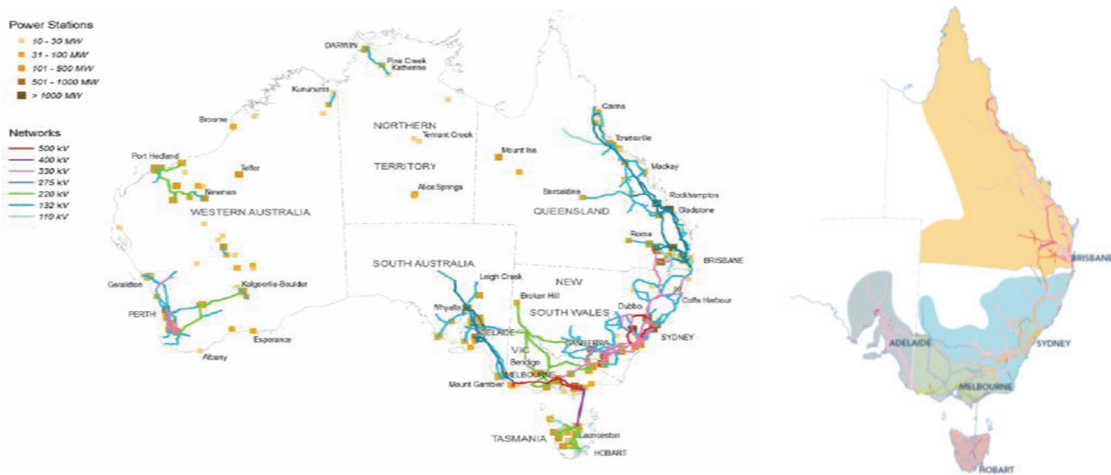 Power Stations
10 - 30 MW
31 - 100 MW
101 - 500 MW
501 - 1000 MW
> 1000 MW
Networks
500 kV
400 kV
330 kV
275 kV
220 kV
132 kV
110 kV
DARWIN
Pine Creek
Katherine
Kununurra
Broome
NORTHERN
TERRITORY
Tennant Creek
Mount Isa
Cairns
Townsville
Mackay
Port Hedland
Telfer
Newman
Alice Springs
Barcaldine
Rockhampton
Gladstone
WESTERN AUSTRALIA
QUEENSLAND
Roma
BRISBANE
SOUTH AUSTRALIA
Leigh Creek
NEW
SOUTH WALES
Geraldton
Kalgoorlie-Boulder
Broken Hill
Dubbo
Coffs Harbour
PERTH
Whyalla
ADELAIDE
CANBERRA
SYDNEY
Esperance
Albany
VIC
Bendigo
MELBOURNE
Mount Gambier
TASMANIA
Launceston
HOBART
BRISBANE
SYDNEY
ADELAIDE
MELBOURNE
HOBART